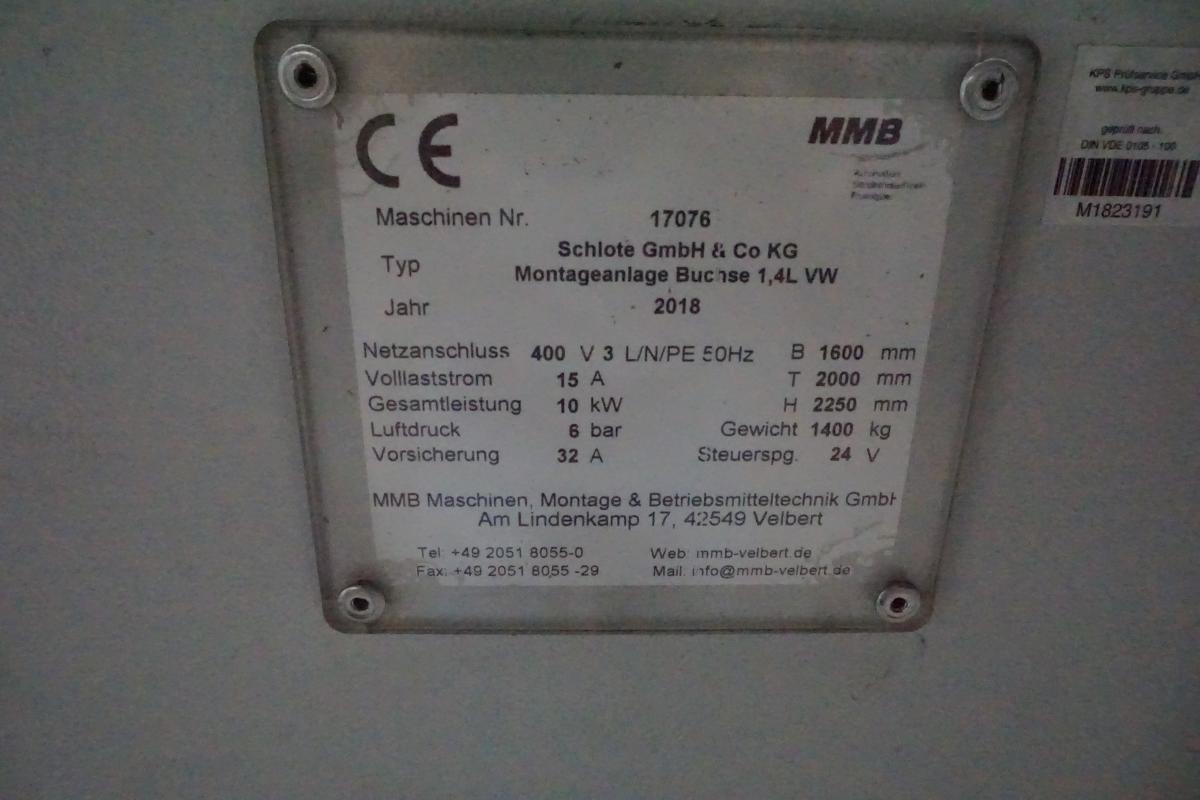 CE
MMB
Maschinen Nr. 17076
Typ Schlote GmbH & Co KG
Montageanlage Buchse 1,4L VW
Jahr 2018
Netzanschluss 400 V 3 L/N/PE 50Hz B 1600 mm
Volllaststrom 15 A T 2000 mm
Gesamtleistung 10 kW H 2250 mm
Luftdruck 6 bar Gewicht 1400 kg
Vorsicherung 32 A Steuerspg. 24 V
MMB Maschinen, Montage & Betriebsmitteltechnik GmbH
Am Lindenkamp 17, 42549 Velbert
Tel: +49 2051 8055-0 Web: mmb-velbert.de
Fax: +49 2051 8055 -29 Mail: info@mmb-velbert.de
KPS Prüfservice GmbH
www.kps-gruppe.de
geprüft nach:
DIN VDE 0105 - 100
M1823191